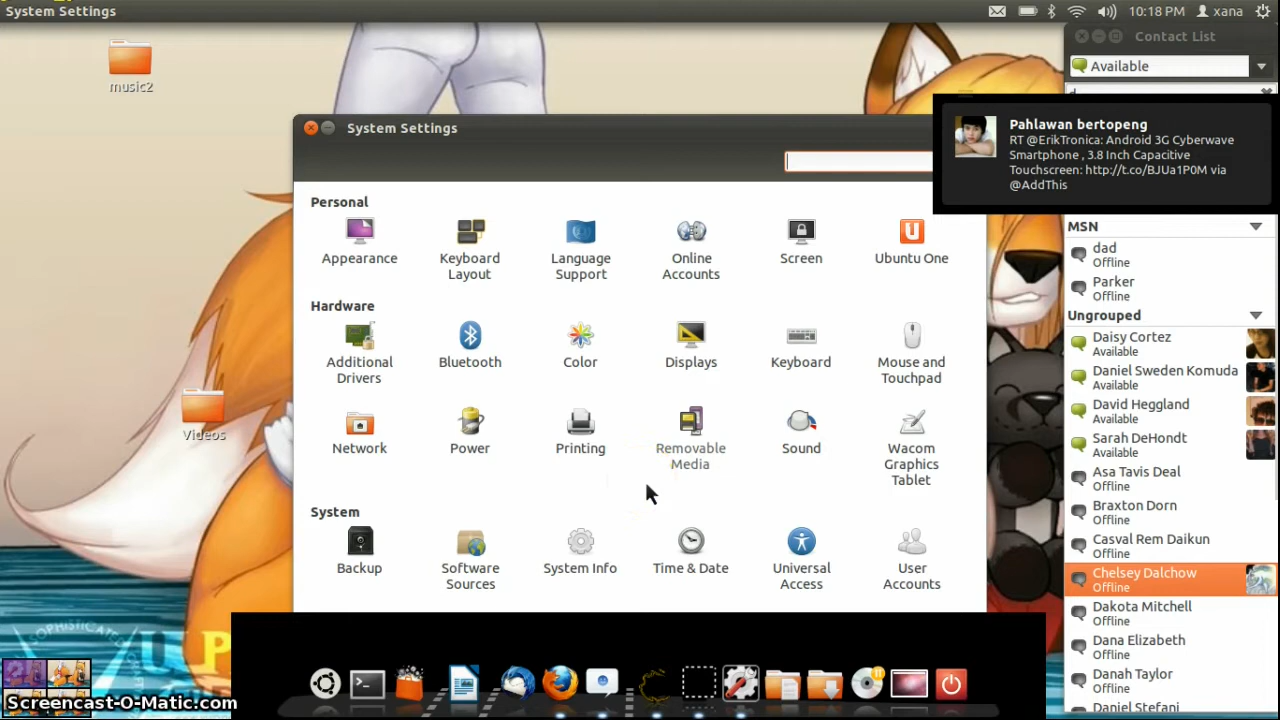 System Settings
10:18 PM
xana
music2
Contact List
Available
System Settings
Pahlawan bertopeng
RT @ErikTronica: Android 3G Cyberwave
Smartphone , 3.8 Inch Capacitive
Touchscreen: http://t.co/BJUa1P0M via
@AddThis
Personal
Appearance
Keyboard
Layout
Language
Support
Online
Accounts
Screen
Ubuntu One
Hardware
Additional
Drivers
Bluetooth
Color
Displays
Keyboard
Mouse and
Touchpad
Network
Power
Printing
Removable
Media
Sound
Wacom
Graphics
Tablet
System
Backup
Software
Sources
System Info
Time & Date
Universal
Access
User
Accounts
MSN
dad
Offline
Parker
Offline
Ungrouped
Daisy Cortez
Available
Daniel Sweden Komuda
Available
David Heggland
Available
Sarah DeHondt
Available
Asa Tavis Deal
Offline
Braxton Dorn
Offline
Casval Rem Daikun
Offline
Chelsey Dalchow
Offline
Dakota Mitchell
Offline
Dana Elizabeth
Offline
Danah Taylor
Offline
Daniel Stefani
Videos
SOPHISTICATED
UP
Screencast-O-Matic.com